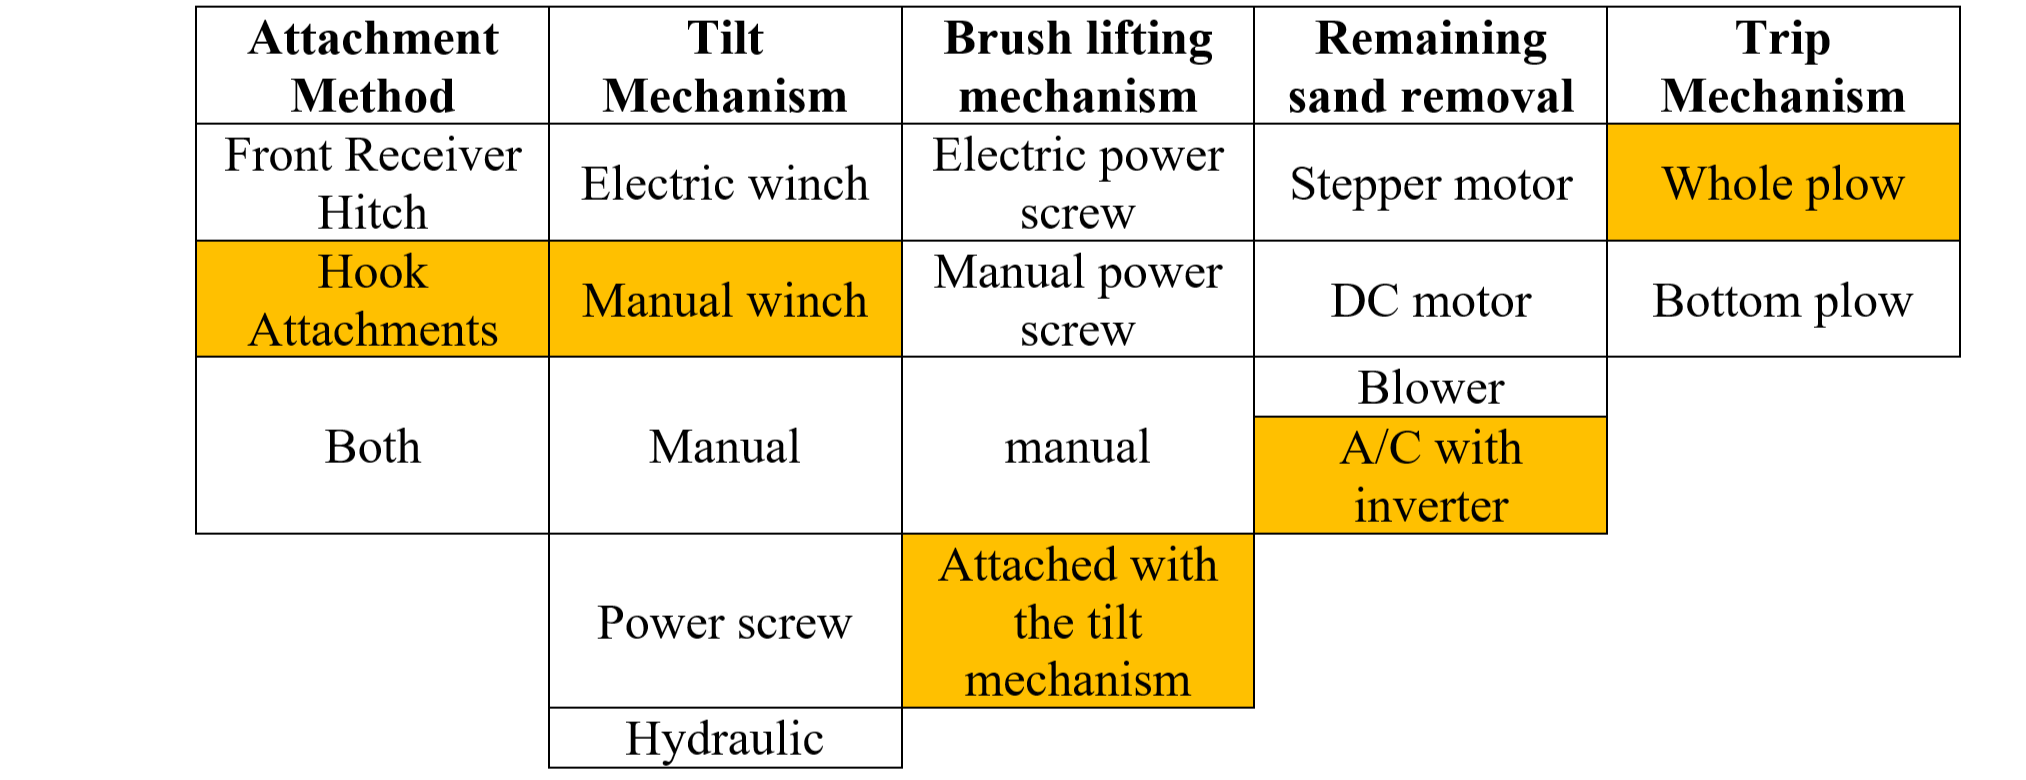 Attachment
Method
Tilt
Mechanism
Brush lifting
mechanism
Remaining
sand removal
Trip
Mechanism
Front Receiver
Hitch
Electric winch
Electric power
screw
Stepper motor
Whole plow
Hook
Attachments
Manual winch
Manual power
screw
DC motor
Bottom plow
Both
Manual
manual
Blower
A/C with
inverter
Power screw
Attached with
the tilt
mechanism
Hydraulic